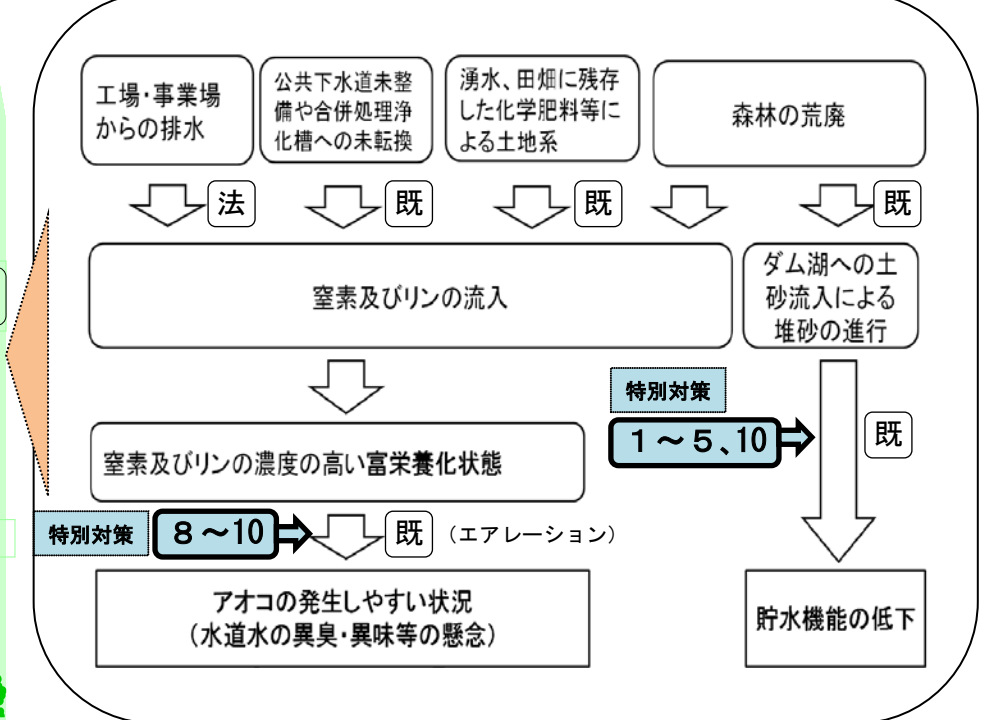 工場・事業場
からの排水
公共下水道未整
備や合併処理浄
化槽への未転換
湧水、田畑に残存
した化学肥料等に
よる土地系
森林の荒廃
法
既
既
既
窒素及びリンの流入
ダム湖への土
砂流入による
堆砂の進行
特別対策
1～5、10
既
窒素及びリンの濃度の高い富栄養化状態
特別対策
8～10
既
(エアレーション)
アオコの発生しやすい状況
(水道水の異臭・異味等の懸念)
貯水機能の低下